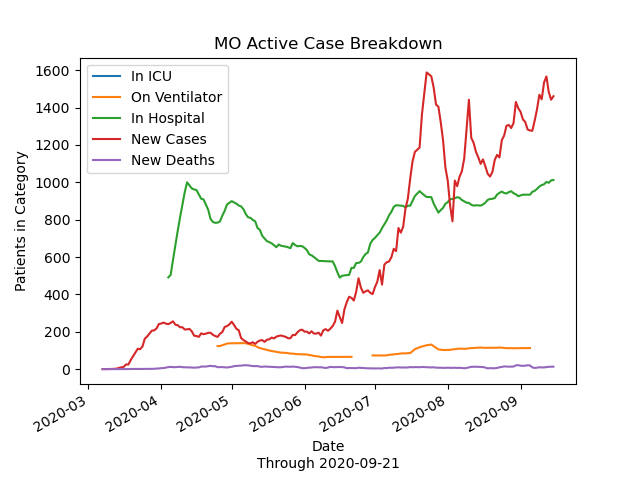 MO Active Case Breakdown
In ICU
On Ventilator
In Hospital
New Cases
New Deaths
Patients in Category
1600
1400
1200
1000
800
600
400
200
0
2020-03
2020-04
2020-05
2020-06
2020-07
2020-08
2020-09
Date
Through 2020-09-21